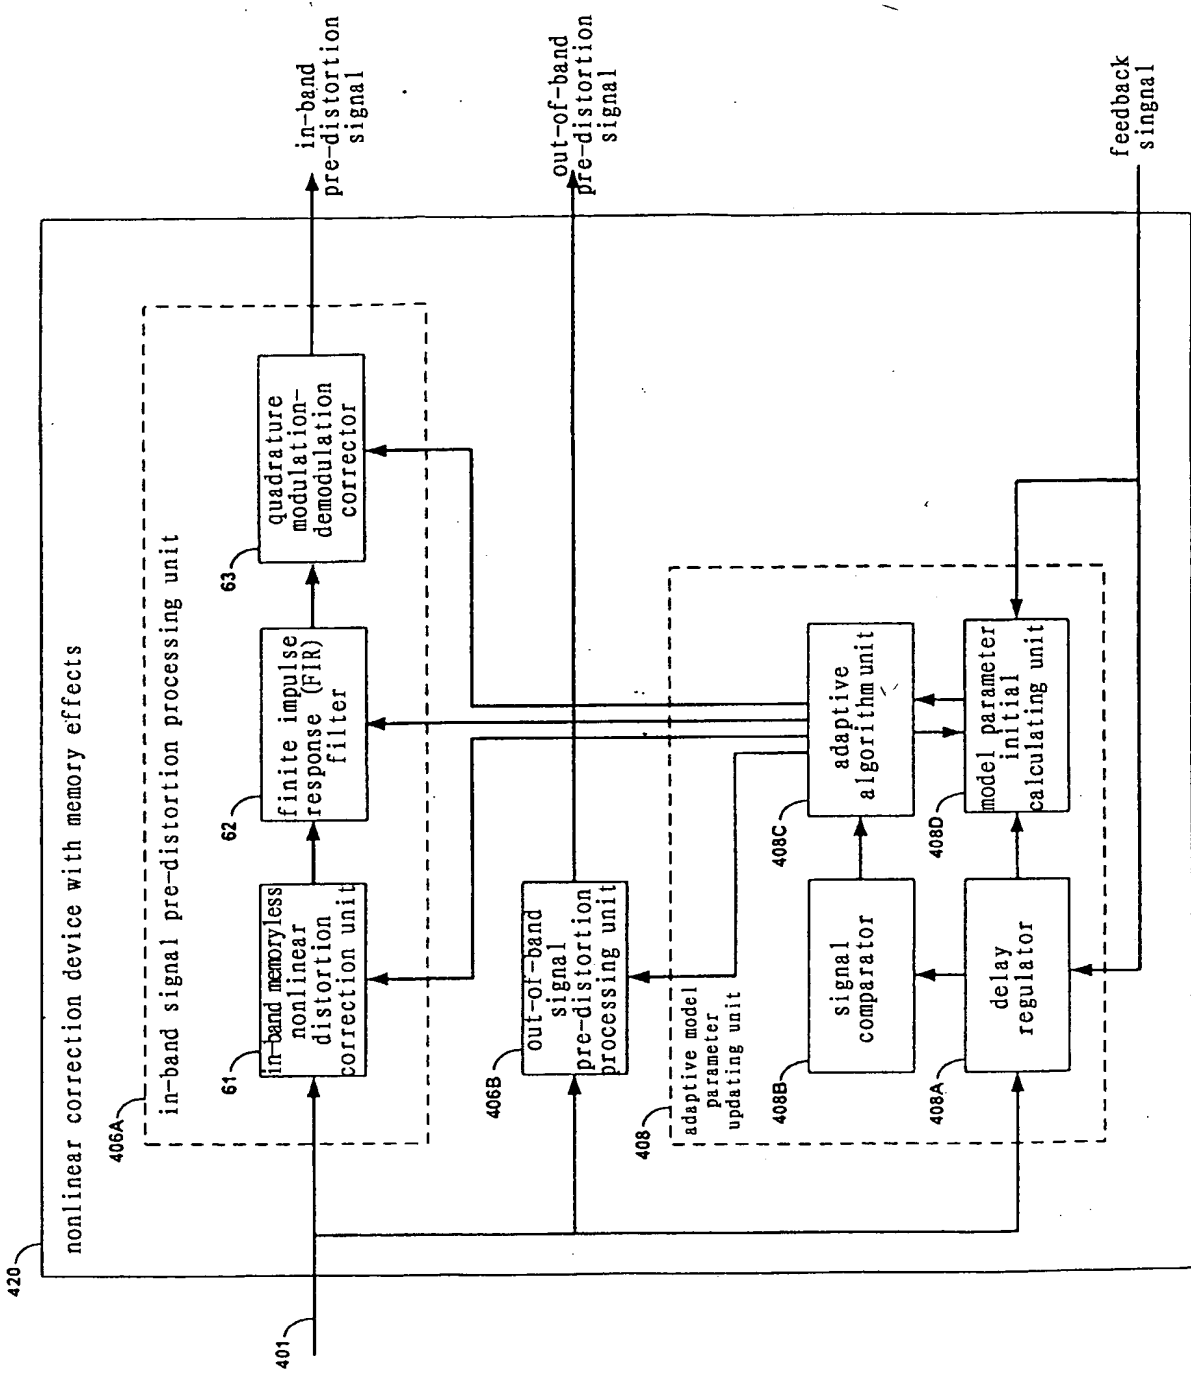 420
nonlinear correction device with memory effects
401
406A
in-band signal pre-distortion processing unit
61
in-band memoryless
nonlinear
distortion
correction unit
62
finite impulse
response (FIR)
filter
63
quadrature
modulation-
demodulation
corrector
in-band
pre-distortion
signal
406B
out-of-band
signal
pre-distortion
processing unit
out-of-band
pre-distortion
signal
408
adaptive model
parameter
updating unit
408B
signal
comparator
408C
adaptive
algorithm unit
408A
delay
regulator
408D
model parameter
initial
calculating unit
feedback
singnal